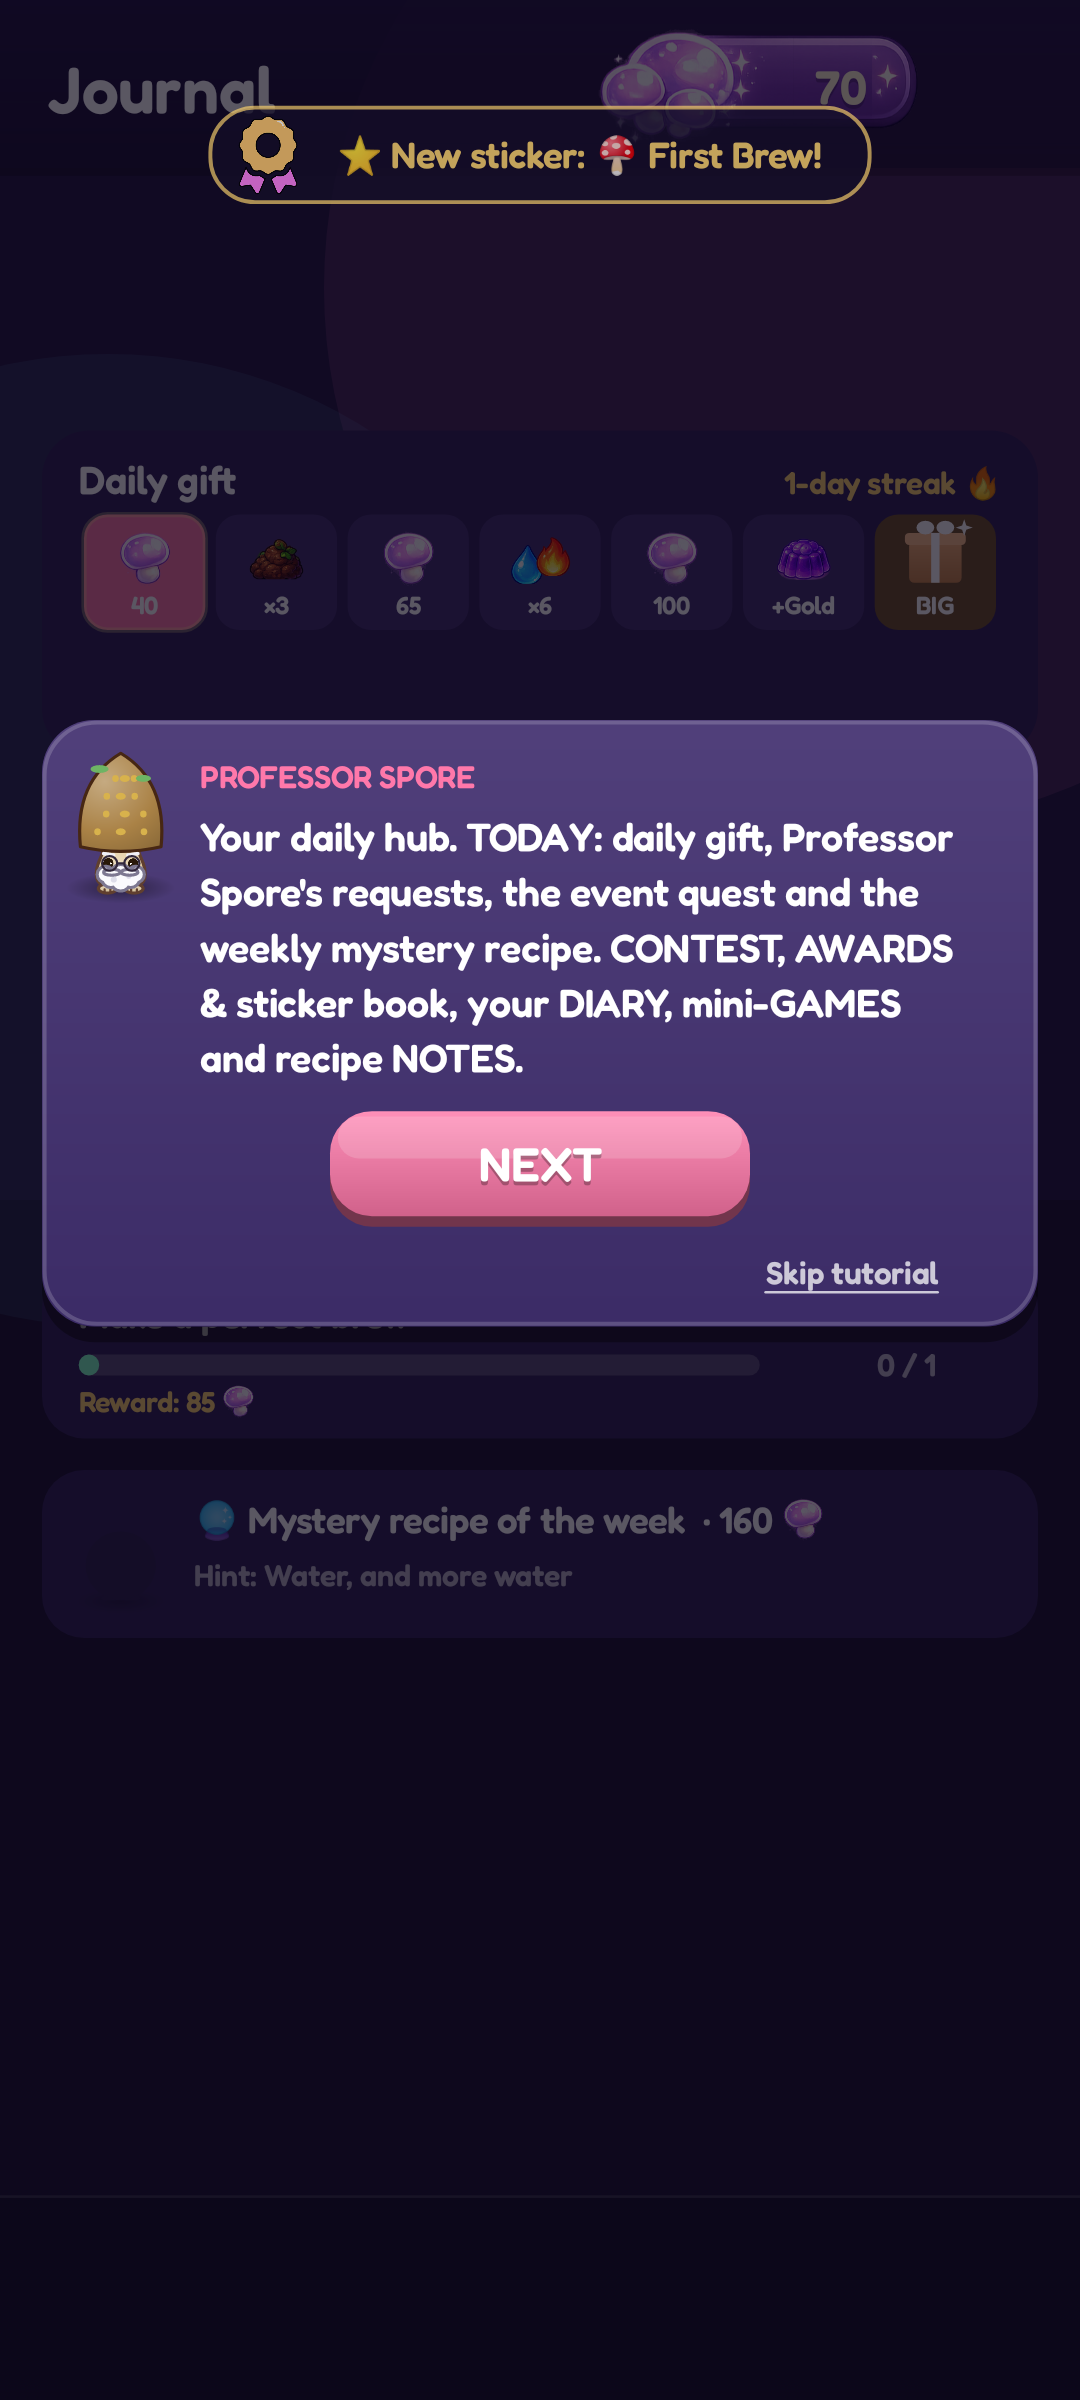 Journal
70
⭐ New sticker: 🍄 First Brew!
Daily gift
1-day streak 🔥
40
×3
65
×6
100
+Gold
BIG
PROFESSOR SPORE
Your daily hub. TODAY: daily gift, Professor
Spore's requests, the event quest and the
weekly mystery recipe. CONTEST, AWARDS
& sticker book, your DIARY, mini-GAMES
and recipe NOTES.
NEXT
Skip tutorial
0 / 1
Reward: 85
Mystery recipe of the week · 160
Hint: Water, and more water